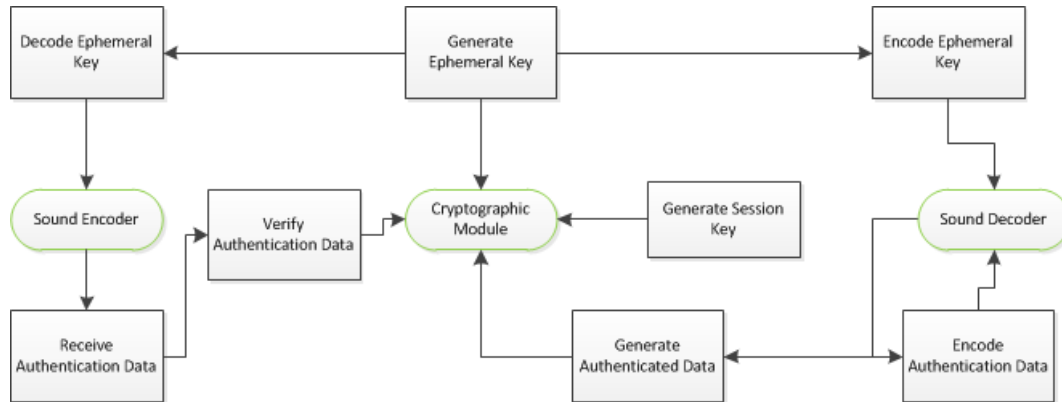 Decode Ephemeral
Key
Generate
Ephemeral Key
Encode Ephemeral
Key
Sound Encoder
Verify
Authentication Data
Cryptographic
Module
Generate Session
Key
Sound Decoder
Receive
Authentication Data
Generate
Authenticated Data
Encode
Authentication Data